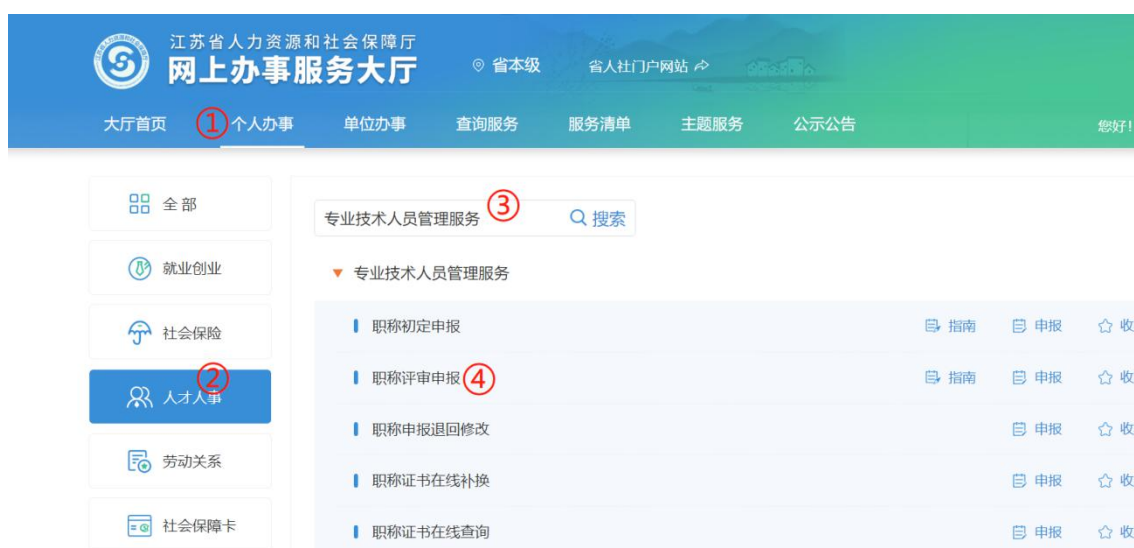 江苏省人力资源和社会保障厅
网上办事服务大厅
省本级
省人社门户网站
大厅首页 ① 个人办事 单位办事 查询服务 服务清单 主题服务 公示公告 您好!
全部
就业创业
社会保险
② 人才人事
劳动关系
社会保障卡
专业技术人员管理服务 ③ 搜索
专业技术人员管理服务
职称初定申报 指南 申报 收
职称评审申报 ④ 指南 申报 收
职称申报退回修改 申报 收
职称证书在线补换 申报 收
职称证书在线查询 申报 收